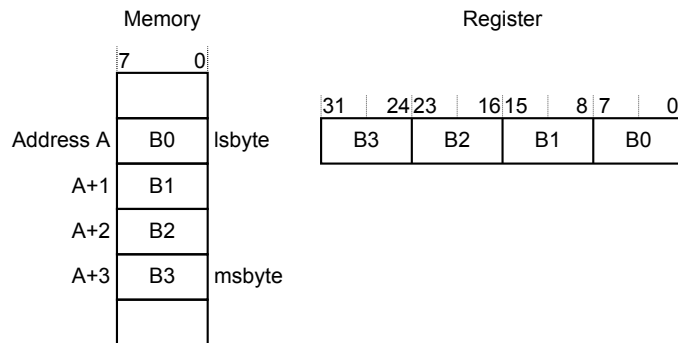 Memory Register
7 0
31 24 23 16 15 8 7 0
Address A B0 lsbyte B3 B2 B1 B0
A+1 B1
A+2 B2
A+3 B3 msbyte